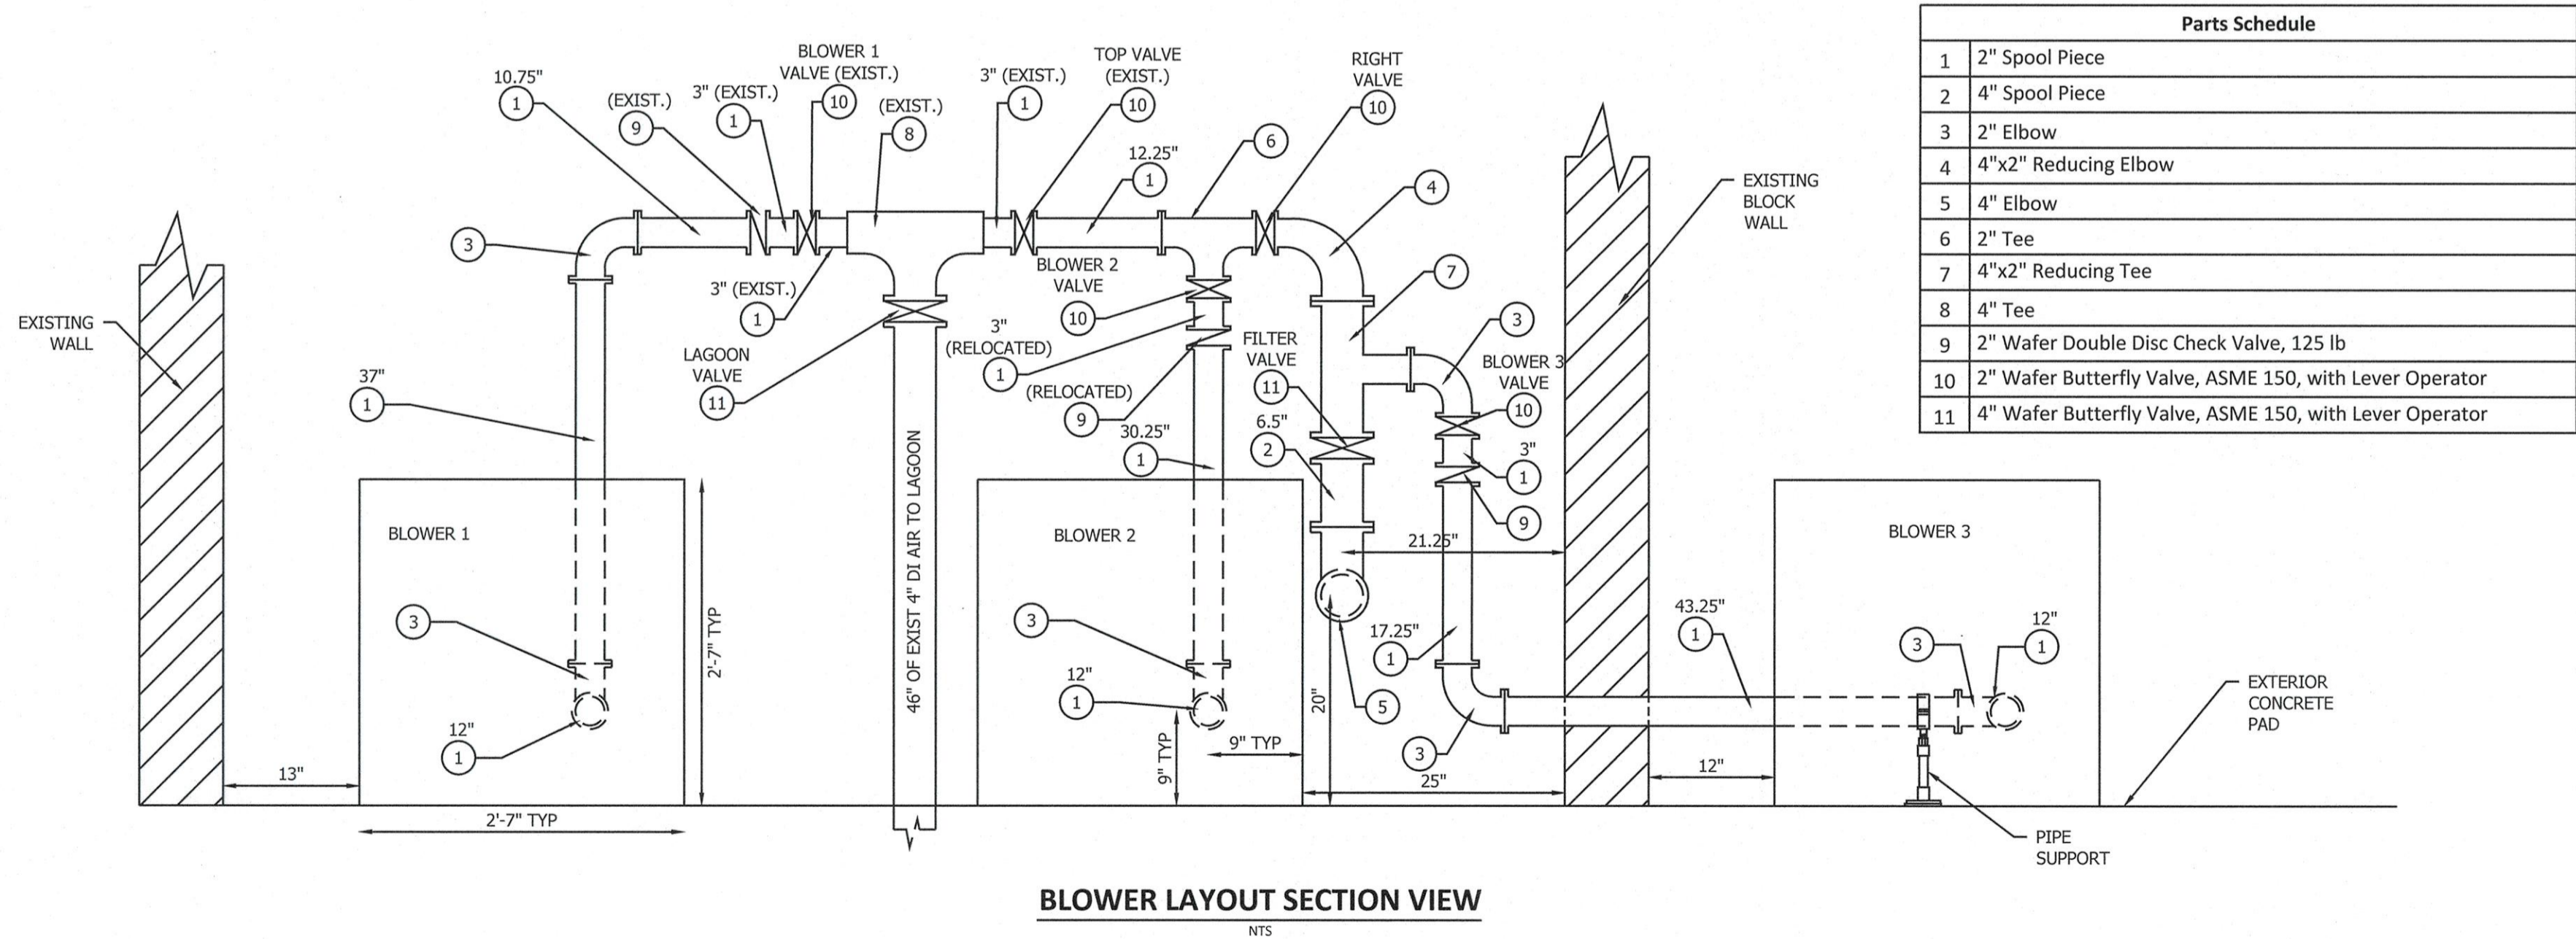 Parts Schedule
1 2" Spool Piece
2 4" Spool Piece
3 2" Elbow
4 4"x2" Reducing Elbow
5 4" Elbow
6 2" Tee
7 4"x2" Reducing Tee
8 4" Tee
9 2" Wafer Double Disc Check Valve, 125 lb
10 2" Wafer Butterfly Valve, ASME 150, with Lever Operator
11 4" Wafer Butterfly Valve, ASME 150, with Lever Operator
10.75"
1
(EXIST.)
9
3" (EXIST.)
1
BLOWER 1
VALVE (EXIST.)
10
(EXIST.)
8
3" (EXIST.)
1
TOP VALVE
(EXIST.)
10
12.25"
1
6
RIGHT
VALVE
10
4
EXISTING
BLOCK
WALL
3
3" (EXIST.)
1
BLOWER 2
VALVE
10
7
3
EXISTING
WALL
LAGOON
VALVE
11
3"
(RELOCATED)
1
(RELOCATED)
9
FILTER
VALVE
11
BLOWER 3
VALVE
10
37"
1
30.25"
1
6.5"
2
3"
1
9
46" OF EXIST 4" DI AIR TO LAGOON
BLOWER 1
BLOWER 2
BLOWER 3
21.25"
3
2'-7" TYP
3
17.25"
1
43.25"
1
3
12"
1
12"
1
12"
1
20"
5
9" TYP
9" TYP
3
EXTERIOR
CONCRETE
PAD
13"
25"
12"
2'-7" TYP
PIPE
SUPPORT
BLOWER LAYOUT SECTION VIEW
NTS